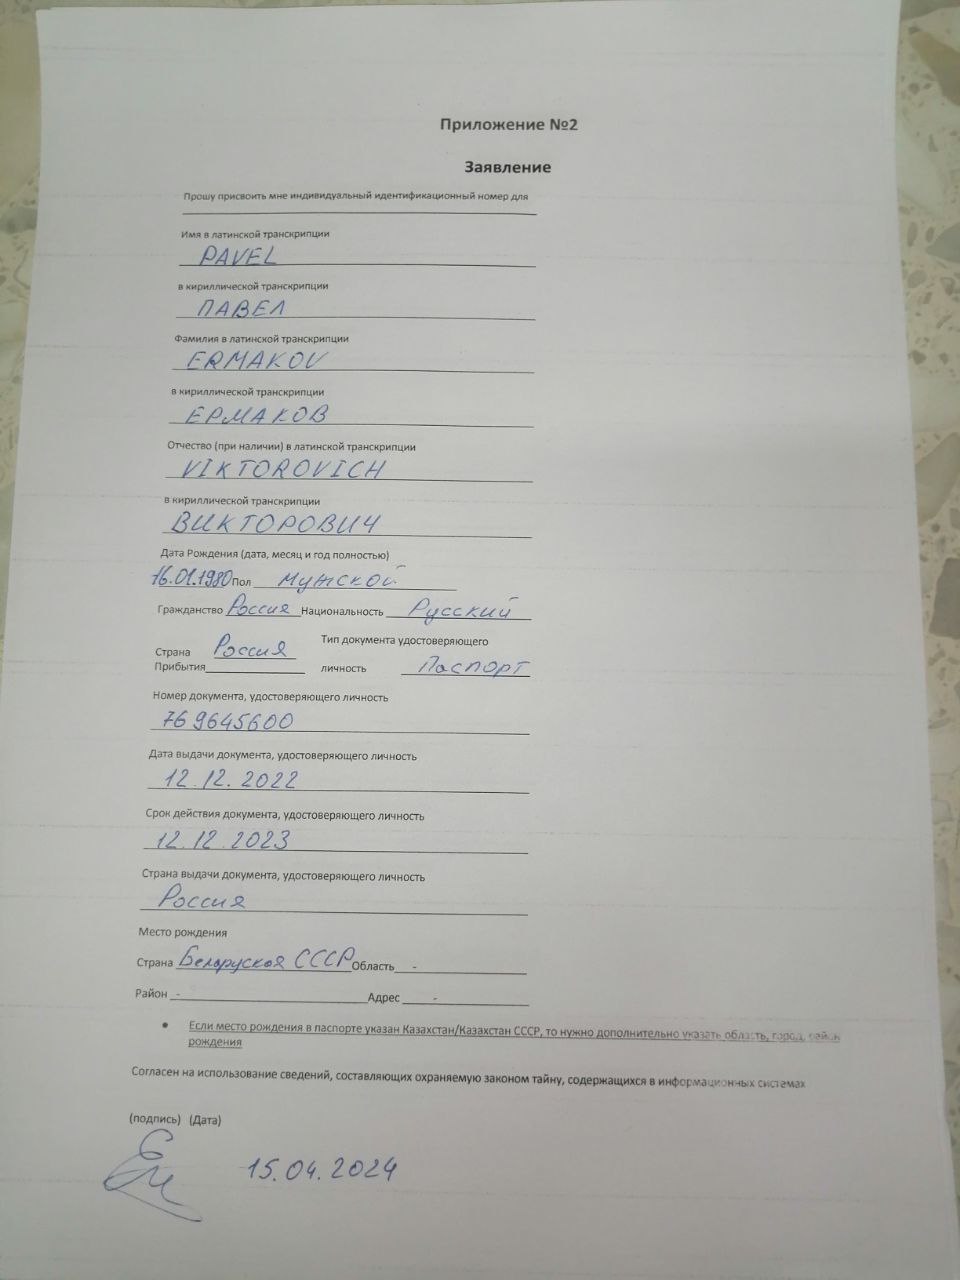 Приложение №2
Заявление
Прошу присвоить мне индивидуальный идентификационный номер для
Имя в латинской транскрипции
PAVEL
в кириллической транскрипции
ПАВЕЛ
Фамилия в латинской транскрипции
ERMAKOV
в кириллической транскрипции
ЕРМАКОВ
Отчество (при наличии) в латинской транскрипции
VIKTOROVICH
в кириллической транскрипции
ВИКТОРОВИЧ
Дата Рождения (дата, месяц и год полностью)
16.01.1980 Пол Мужской
Гражданство Россия Национальность Русский
Страна Прибытия Россия Тип документа удостоверяющего личность Паспорт
Номер документа, удостоверяющего личность
769645600
Дата выдачи документа, удостоверяющего личность
12.12.2022
Срок действия документа, удостоверяющего личность
12.12.2023
Страна выдачи документа, удостоверяющего личность
Россия
Место рождения
Страна Беларуская СССР Область -
Район - Адрес -
• Если место рождения в паспорте указан Казахстан/Казахстан СССР, то нужно дополнительно указать область, город, район
рождения
Согласен на использование сведений, составляющих охраняемую законом тайну, содержащихся в информационных системах
(подпись) (Дата)
15.04.2024